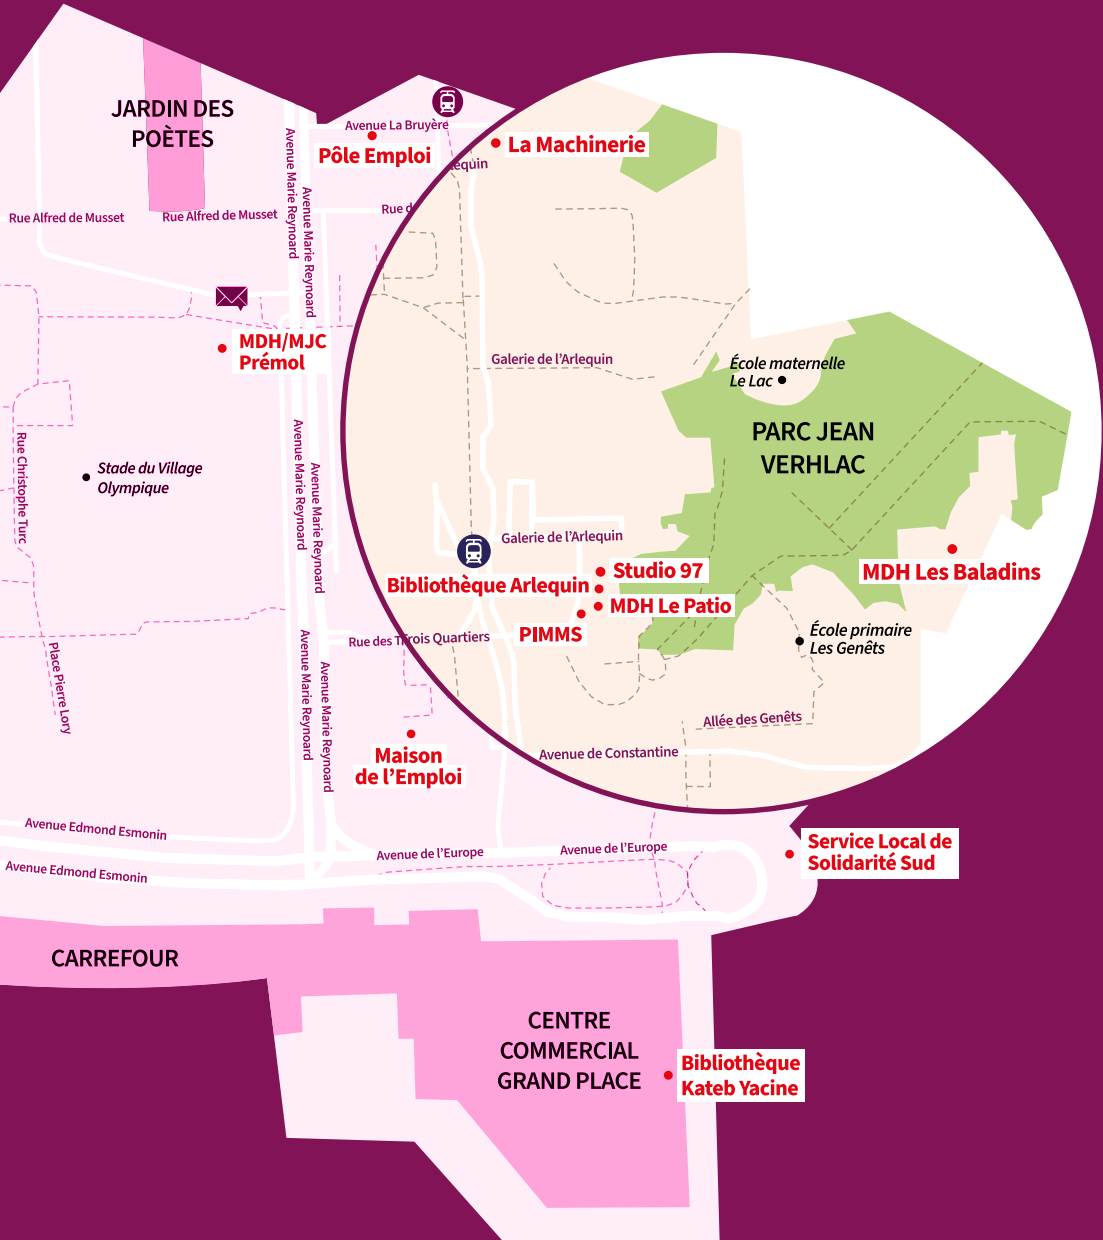 JARDIN DES
POÈTES
Avenue La Bruyère
Pôle Emploi
La Machinerie
lequin
Rue d
Rue Alfred de Musset
Rue Alfred de Musset
Avenue Marie Reynoard
Avenue Marie Reynoard
MDH/MJC
Prémol
Galerie de l'Arlequin
École maternelle
Le Lac
PARC JEAN
VERHLAC
Stade du Village
Olympique
Rue Christophe Turc
Avenue Marie Reynoard
Avenue Marie Reynoard
Galerie de l'Arlequin
Studio 97
Bibliothèque Arlequin
MDH Le Patio
PIMMS
MDH Les Baladins
École primaire
Les Genêts
Rue des Trois Quartiers
Place Pierre Lory
Avenue Marie Reynoard
Avenue Marie Reynoard
Allée des Genêts
Avenue de Constantine
Maison
de l'Emploi
Avenue Edmond Esmonin
Avenue Edmond Esmonin
Avenue de l'Europe
Avenue de l'Europe
Service Local de
Solidarité Sud
CARREFOUR
CENTRE
COMMERCIAL
GRAND PLACE
Bibliothèque
Kateb Yacine